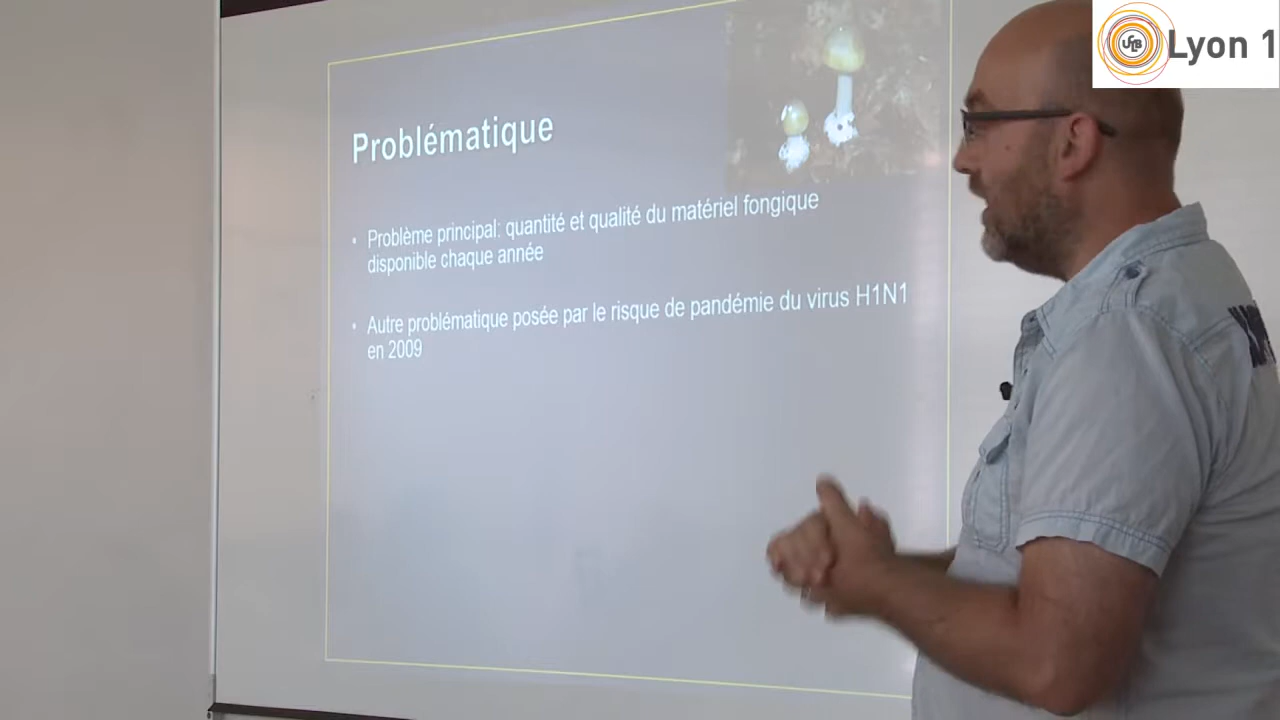 Lyon 1
Problématique
• Problème principal: quantité et qualité du matériel fongique
disponible chaque année
• Autre problématique posée par le risque de pandémie du virus H1N1
en 2009